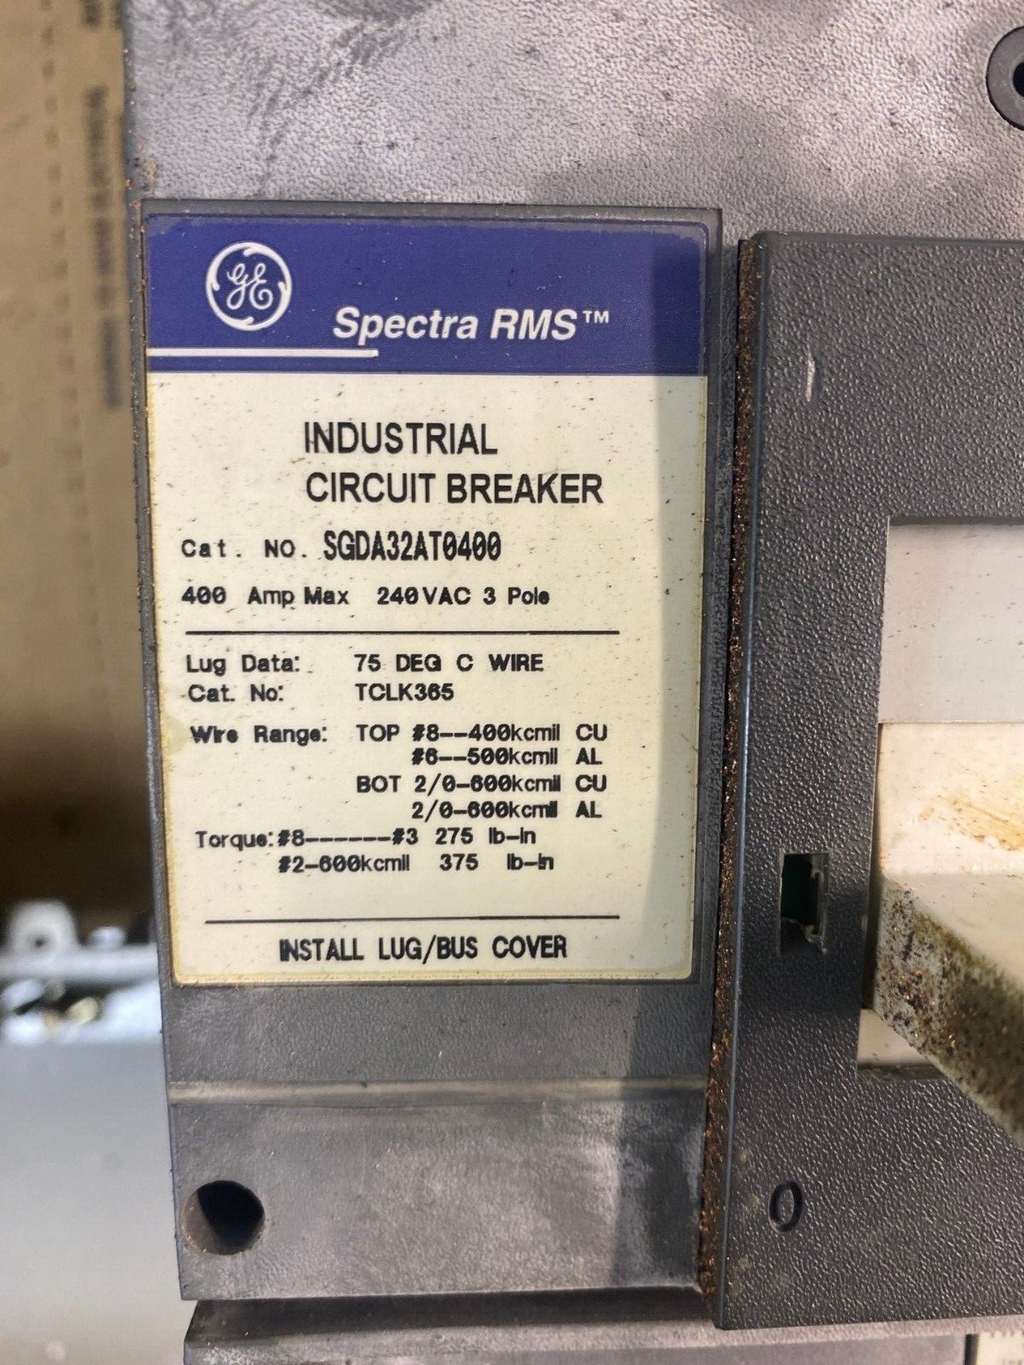 GE
Spectra RMS™
INDUSTRIAL
CIRCUIT BREAKER
Cat. NO. SGDA32AT0400
400 Amp Max 240VAC 3 Pole
Lug Data: 75 DEG C WIRE
Cat. No: TCLK365
Wire Range: TOP #8--400kcmil CU
#6--500kcmil AL
BOT 2/0-600kcmil CU
2/0-600kcmil AL
Torque: #8------#3 275 lb-in
#2-600kcmil 375 lb-in
INSTALL LUG/BUS COVER
O